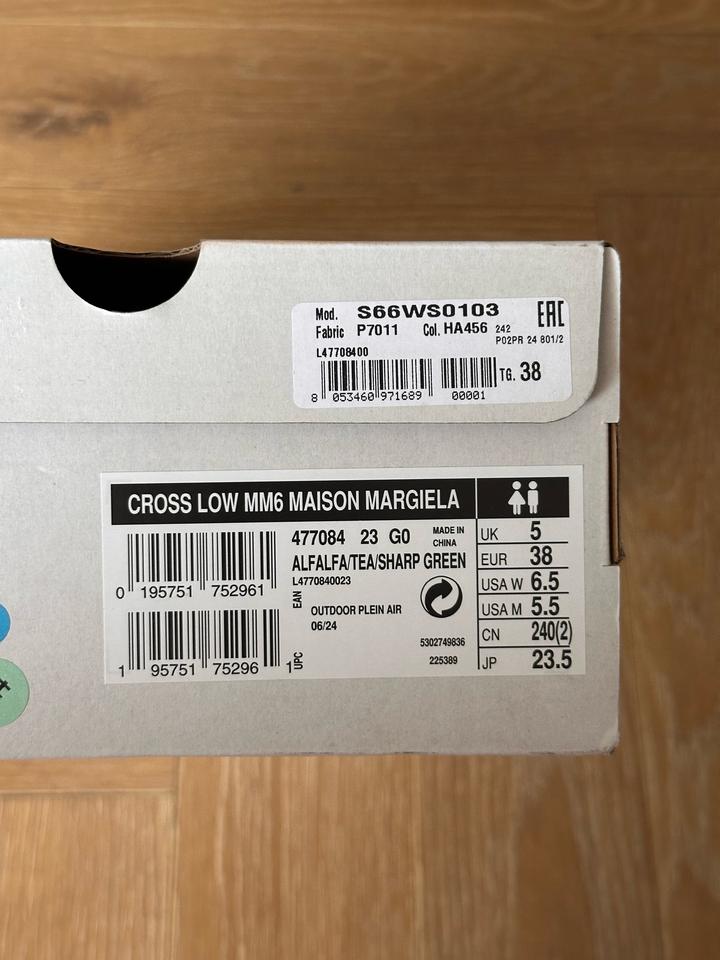 Mod. S66WS0103
EAC
Fabric P7011 Col. HA456 242
P02PR 24 801/2
L47708400
TG. 38
8 053460 971689 00001
CROSS LOW MM6 MAISON MARGIELA
477084 23 G0 MADE IN CHINA
ALFALFA/TEA/SHARP GREEN
L4770840023
0 195751 752961
EAN
OUTDOOR PLEIN AIR
06/24
5302749836
225389
1 95751 75296 1
UPC
UK 5
EUR 38
USA W 6.5
USA M 5.5
CN 240(2)
JP 23.5